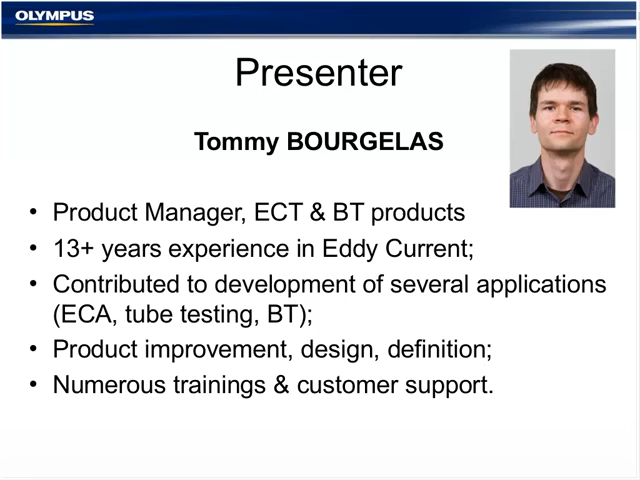 OLYMPUS
Presenter
Tommy BOURGELAS
• Product Manager, ECT & BT products
• 13+ years experience in Eddy Current;
• Contributed to development of several applications
(ECA, tube testing, BT);
• Product improvement, design, definition;
• Numerous trainings & customer support.